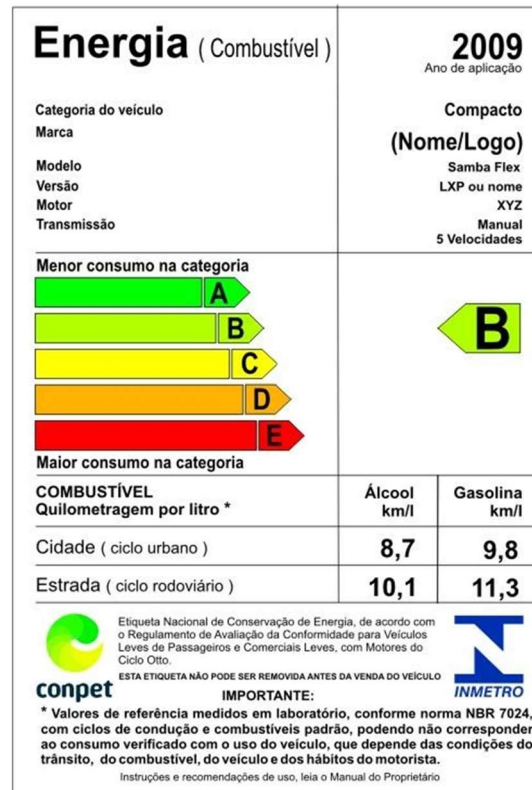 Energia ( Combustível )
2009
Ano de aplicação
Categoria do veículo
Compacto
Marca
(Nome/Logo)
Modelo
Samba Flex
Versão
LXP ou nome
Motor
XYZ
Transmissão
Manual
5 Velocidades
Menor consumo na categoria
A
B
B
C
D
E
Maior consumo na categoria
COMBUSTÍVEL
Quilometragem por litro *
Álcool
km/l
Gasolina
km/l
Cidade ( ciclo urbano )
8,7
9,8
Estrada ( ciclo rodoviário )
10,1
11,3
Etiqueta Nacional de Conservação de Energia, de acordo com
o Regulamento de Avaliação da Conformidade para Veículos
Leves de Passageiros e Comerciais Leves, com Motores do
Ciclo Otto.
ESTA ETIQUETA NÃO PODE SER REMOVIDA ANTES DA VENDA DO VEÍCULO
conpet
INMETRO
IMPORTANTE:
* Valores de referência medidos em laboratório, conforme norma NBR 7024,
com ciclos de condução e combustíveis padrão, podendo não corresponder
ao consumo verificado com o uso do veículo, que depende das condições do
trânsito, do combustível, do veículo e dos hábitos do motorista.
Instruções e recomendações de uso, leia o Manual do Proprietário